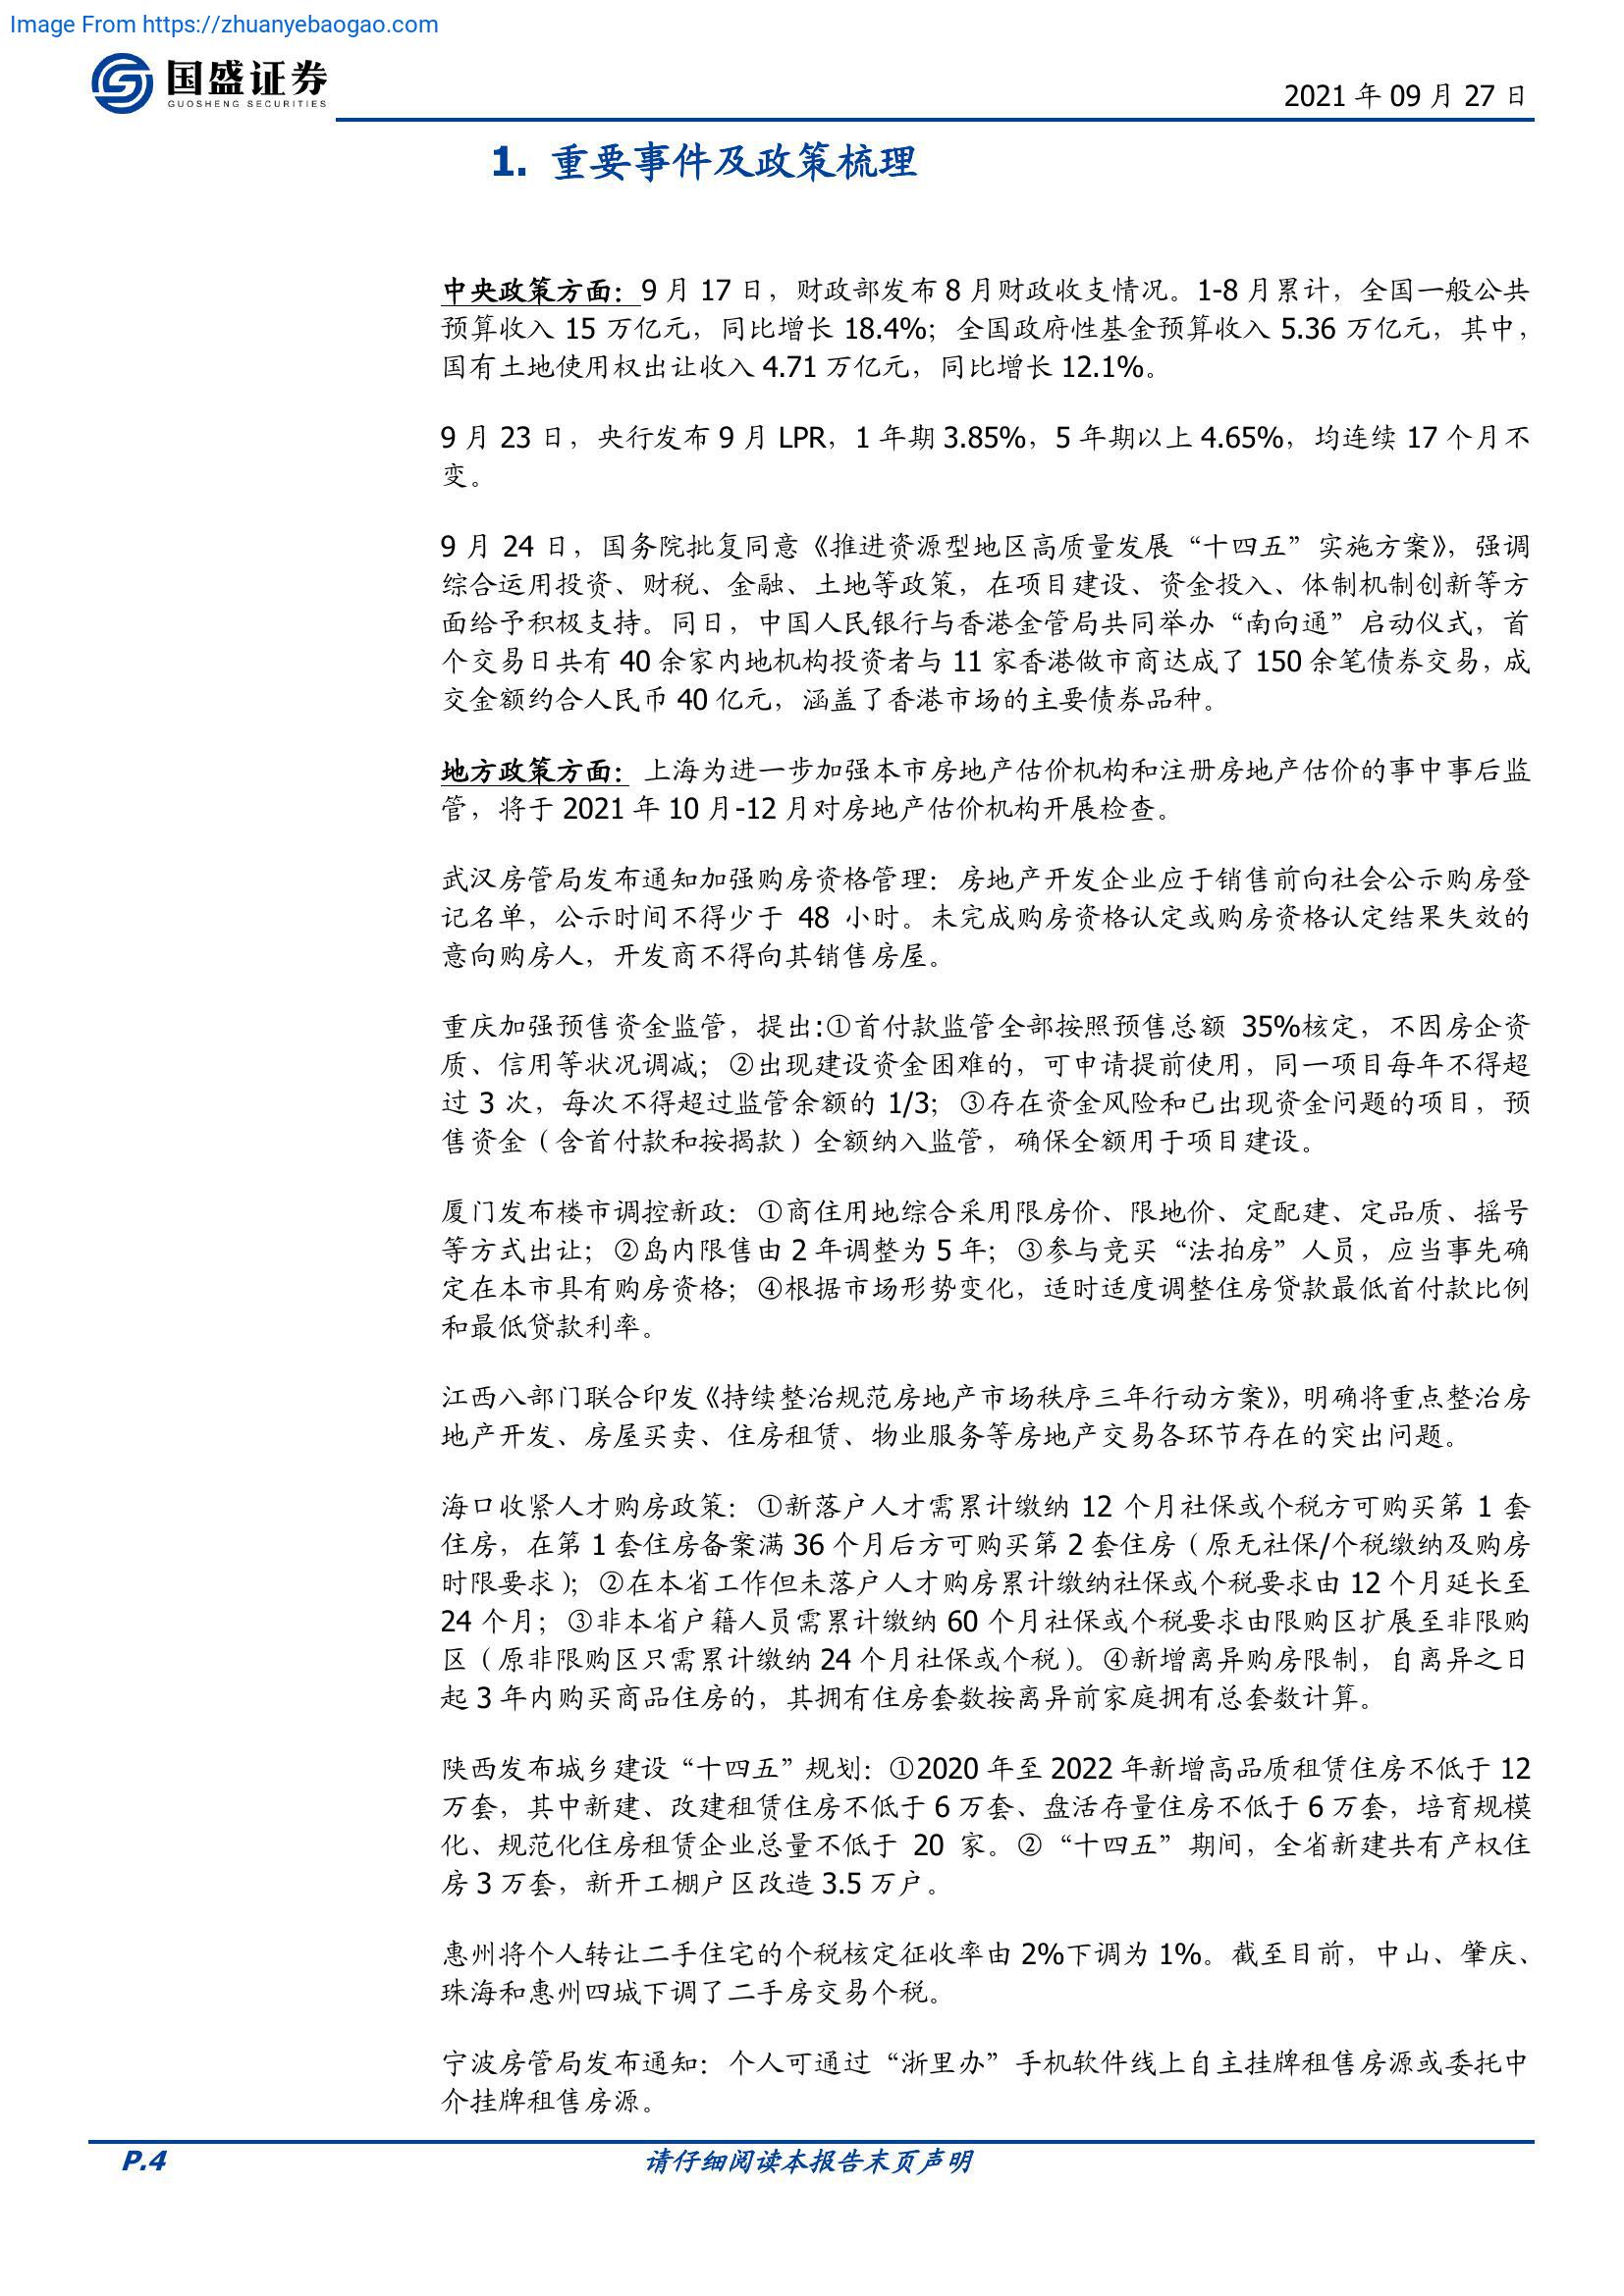 Image From https://zhuanyebaogao.com
国盛证券
GUOSHENG SECURITIES
2021 年 09 月 27 日
1. 重要事件及政策梳理
中央政策方面：9 月 17 日，财政部发布 8 月财政收支情况。1-8 月累计，全国一般公共
预算收入 15 万亿元，同比增长 18.4%；全国政府性基金预算收入 5.36 万亿元，其中，
国有土地使用权出让收入 4.71 万亿元，同比增长 12.1%。
9 月 23 日，央行发布 9 月 LPR，1 年期 3.85%，5 年期以上 4.65%，均连续 17 个月不
变。
9 月 24 日，国务院批复同意《推进资源型地区高质量发展“十四五”实施方案》，强调
综合运用投资、财税、金融、土地等政策，在项目建设、资金投入、体制机制创新等方
面给予积极支持。同日，中国人民银行与香港金管局共同举办“南向通”启动仪式，首
个交易日共有 40 余家内地机构投资者与 11 家香港做市商达成了 150 余笔债券交易，成
交金额约合人民币 40 亿元，涵盖了香港市场的主要债券品种。
地方政策方面：上海为进一步加强本市房地产估价机构和注册房地产估价的事中事后监
管，将于 2021 年 10 月-12 月对房地产估价机构开展检查。
武汉房管局发布通知加强购房资格管理：房地产开发企业应于销售前向社会公示购房登
记名单，公示时间不得少于 48 小时。未完成购房资格认定或购房资格认定结果失效的
意向购房人，开发商不得向其销售房屋。
重庆加强预售资金监管，提出:①首付款监管全部按照预售总额 35%核定，不因房企资
质、信用等状况调减；②出现建设资金困难的，可申请提前使用，同一项目每年不得超
过 3 次，每次不得超过监管余额的 1/3；③存在资金风险和已出现资金问题的项目，预
售资金（含首付款和按揭款）全额纳入监管，确保全额用于项目建设。
厦门发布楼市调控新政：①商住用地综合采用限房价、限地价、定配建、定品质、摇号
等方式出让；②岛内限售由 2 年调整为 5 年；③参与竞买“法拍房”人员，应当事先确
定在本市具有购房资格；④根据市场形势变化，适时适度调整住房贷款最低首付款比例
和最低贷款利率。
江西八部门联合印发《持续整治规范房地产市场秩序三年行动方案》，明确将重点整治房
地产开发、房屋买卖、住房租赁、物业服务等房地产交易各环节存在的突出问题。
海口收紧人才购房政策：①新落户人才需累计缴纳 12 个月社保或个税方可购买第 1 套
住房，在第 1 套住房备案满 36 个月后方可购买第 2 套住房（原无社保/个税缴纳及购房
时限要求）；②在本省工作但未落户人才购房累计缴纳社保或个税要求由 12 个月延长至
24 个月；③非本省户籍人员需累计缴纳 60 个月社保或个税要求由限购区扩展至非限购
区（原非限购区只需累计缴纳 24 个月社保或个税）。④新增离异购房限制，自离异之日
起 3 年内购买商品住房的，其拥有住房套数按离异前家庭拥有总套数计算。
陕西发布城乡建设“十四五”规划：①2020 年至 2022 年新增高品质租赁住房不低于 12
万套，其中新建、改建租赁住房不低于 6 万套、盘活存量住房不低于 6 万套，培育规模
化、规范化住房租赁企业总量不低于 20 家。②“十四五”期间，全省新建共有产权住
房 3 万套，新开工棚户区改造 3.5 万户。
惠州将个人转让二手住宅的个税核定征收率由 2%下调为 1%。截至目前，中山、肇庆、
珠海和惠州四城下调了二手房交易个税。
宁波房管局发布通知：个人可通过“浙里办”手机软件线上自主挂牌租售房源或委托中
介挂牌租售房源。
P.4
请仔细阅读本报告末页声明